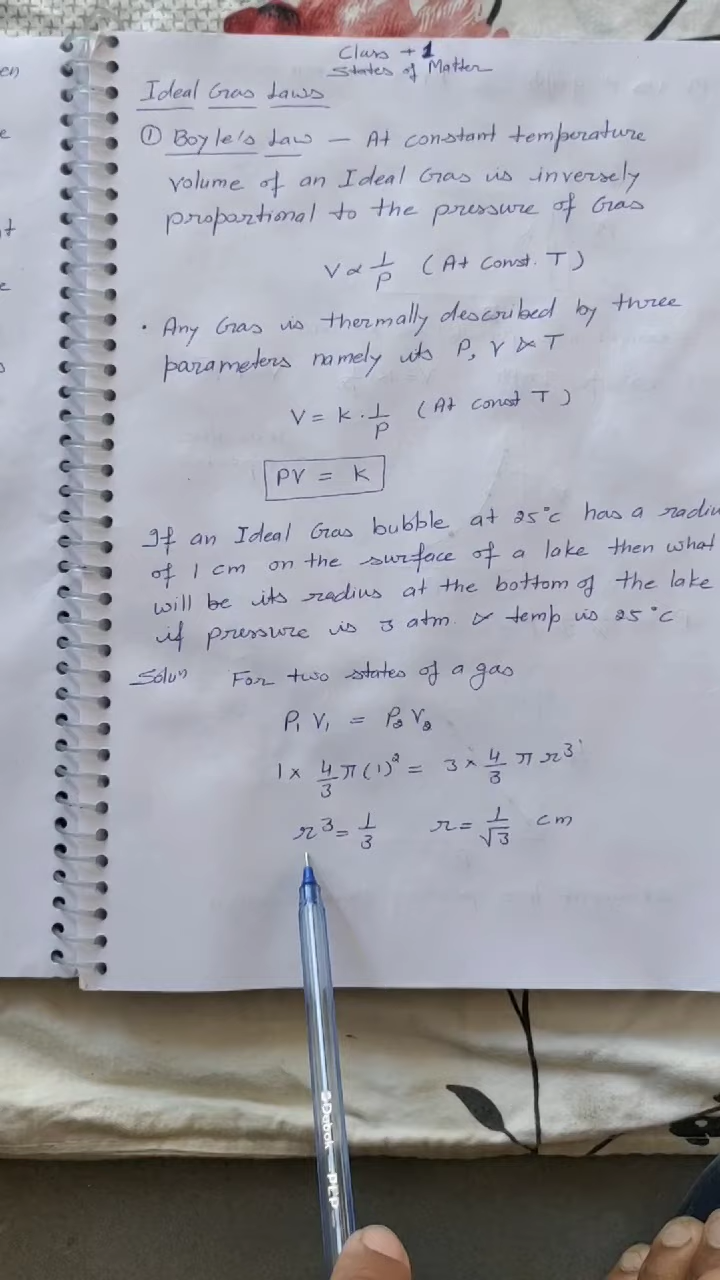 Class + 1
States of Matter
Ideal Gas Laws
① Boyle's Law — At constant temperature
volume of an Ideal Gas is inversely
propartional to the pressure of Gas
V ∝ 1/P (At Const. T)
• Any Gas is thermally described by three
parameters namely its P, V & T
V = K · 1/P (At Const T)
PV = K
If an Ideal Gas bubble at 25°C has a radiu
of 1 cm on the surface of a lake then what
will be its radius at the bottom of the lake
if pressure is 3 atm. & temp is 25°C
Solun For two states of a gas
P₁ V₁ = P₂ V₂
1 × 4/3 π (1)² = 3 × 4/3 π r³
r³ = 1/3 r = 1/√3 cm
en
e
t
e
s